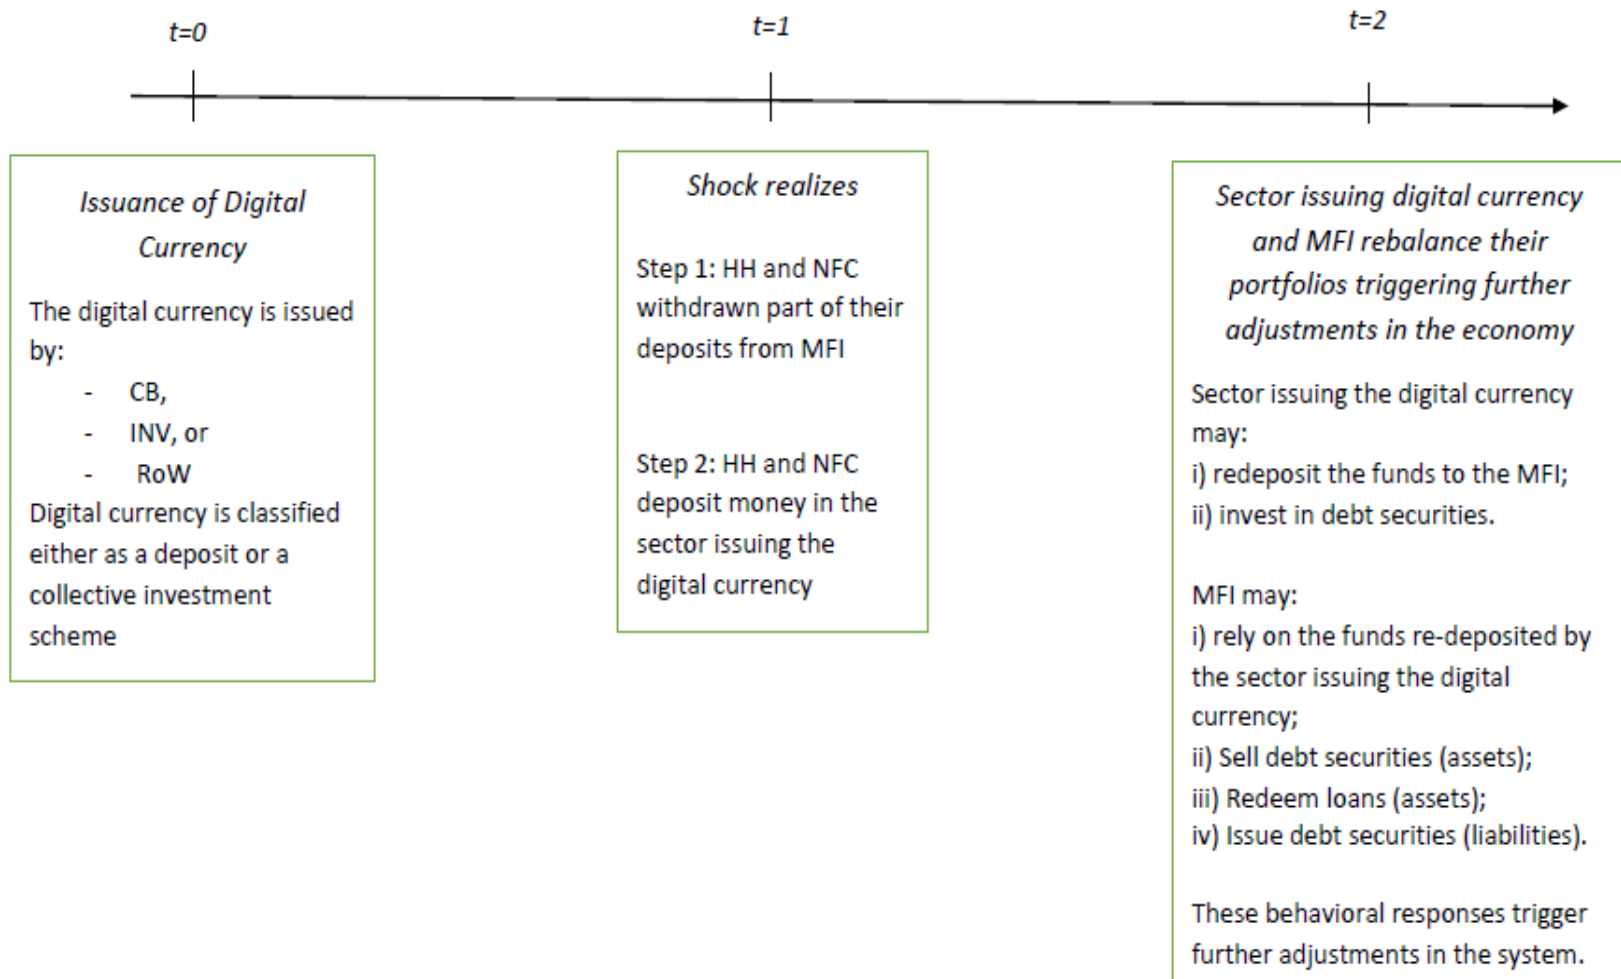 t=0
t=1
t=2
Issuance of Digital
Currency
The digital currency is issued
by:
- CB,
- INV, or
- RoW
Digital currency is classified
either as a deposit or a
collective investment
scheme
Shock realizes
Step 1: HH and NFC
withdrawn part of their
deposits from MFI
Step 2: HH and NFC
deposit money in the
sector issuing the
digital currency
Sector issuing digital currency
and MFI rebalance their
portfolios triggering further
adjustments in the economy
Sector issuing the digital currency
may:
i) redeposit the funds to the MFI;
ii) invest in debt securities.
MFI may:
i) rely on the funds re-deposited by
the sector issuing the digital
currency;
ii) Sell debt securities (assets);
iii) Redeem loans (assets);
iv) Issue debt securities (liabilities).
These behavioral responses trigger
further adjustments in the system.